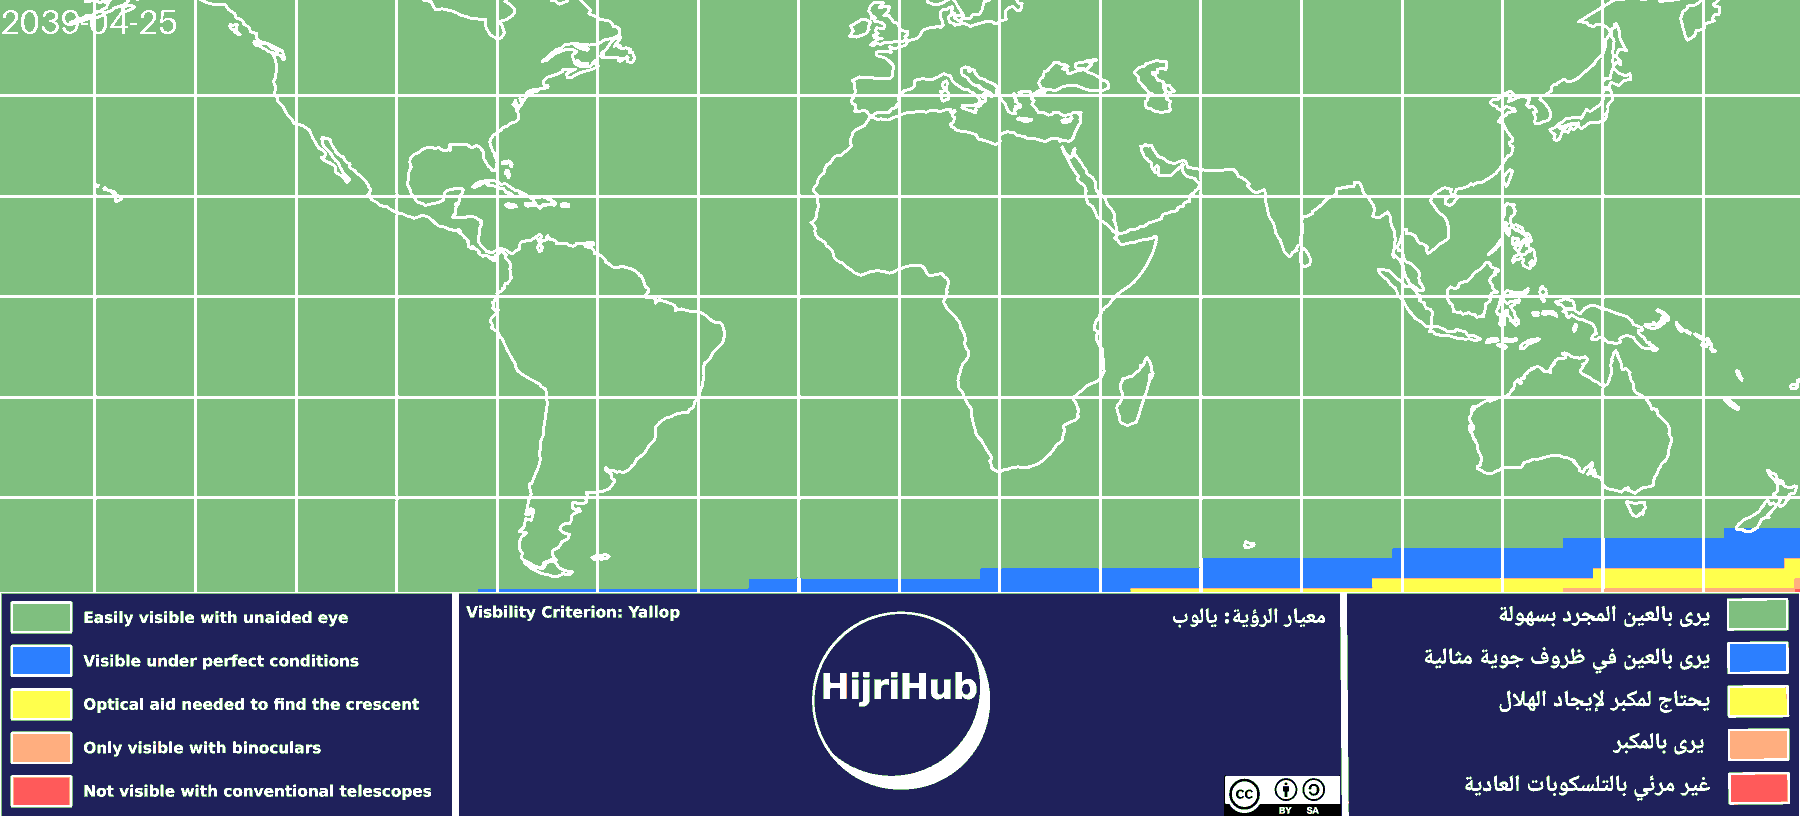 2039-04-25
Easily visible with unaided eye
Visible under perfect conditions
Optical aid needed to find the crescent
Only visible with binoculars
Not visible with conventional telescopes
Visbility Criterion: Yallop
معيار الرؤية: يالوب
HijriHub
cc
BY SA
يرى بالعين المجرد بسهولة
يرى بالعين في ظروف جوية مثالية
يحتاج لمكبر لإيجاد الهلال
يرى بالمكبر
غير مرئي بالتلسكوبات العادية